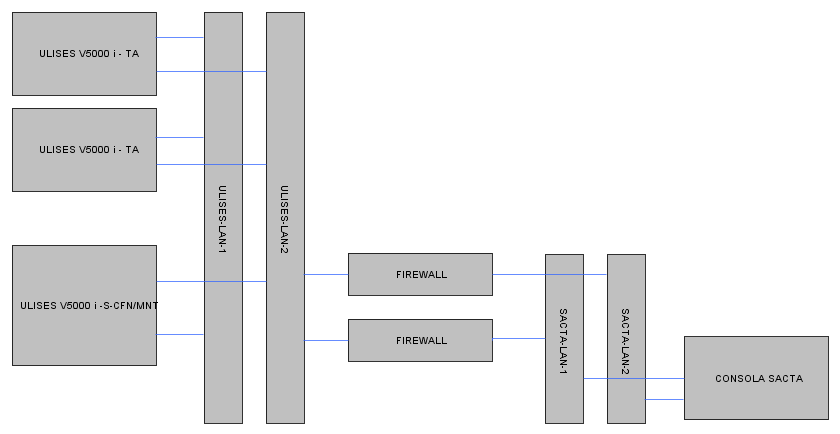 ULISES V5000 i - TA
ULISES V5000 i - TA
ULISES V5000 i -S-CFN/MNT
ULISES-LAN-1
ULISES-LAN-2
FIREWALL
FIREWALL
SACTA-LAN-1
SACTA-LAN-2
CONSOLA SACTA